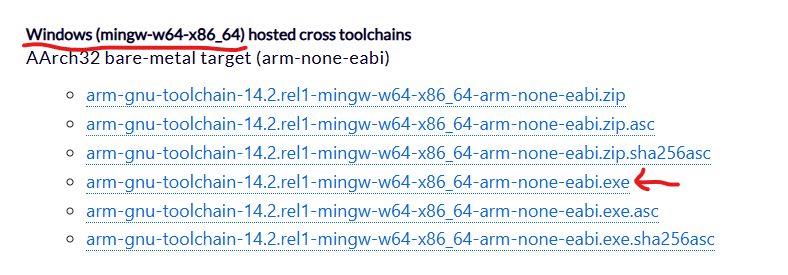 Windows (mingw-w64-x86_64) hosted cross toolchains
AArch32 bare-metal target (arm-none-eabi)
arm-gnu-toolchain-14.2.rel1-mingw-w64-x86_64-arm-none-eabi.zip
arm-gnu-toolchain-14.2.rel1-mingw-w64-x86_64-arm-none-eabi.zip.asc
arm-gnu-toolchain-14.2.rel1-mingw-w64-x86_64-arm-none-eabi.zip.sha256asc
arm-gnu-toolchain-14.2.rel1-mingw-w64-x86_64-arm-none-eabi.exe
arm-gnu-toolchain-14.2.rel1-mingw-w64-x86_64-arm-none-eabi.exe.asc
arm-gnu-toolchain-14.2.rel1-mingw-w64-x86_64-arm-none-eabi.exe.sha256asc